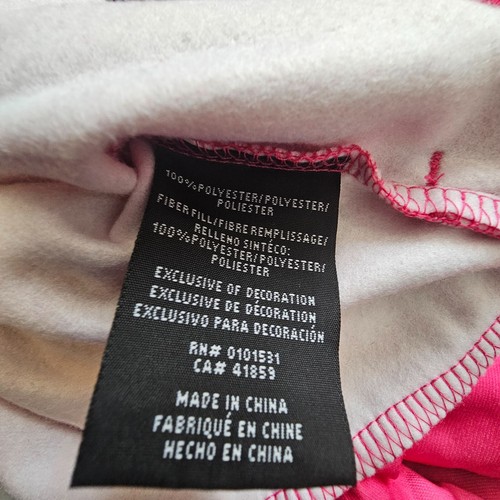 100%POLYESTER/POLYESTER/
POLIESTER
FIBER FILL/FIBRE REMPLISSAGE/
RELLENO SINTÉCO:
100%POLYESTER/POLYESTER/
POLIESTER
EXCLUSIVE OF DECORATION
EXCLUSIVE DE DÉCORATION
EXCLUSIVO PARA DECORACIÓN
RN# 0101531
CA# 41859
MADE IN CHINA
FABRIQUÉ EN CHINE
HECHO EN CHINA